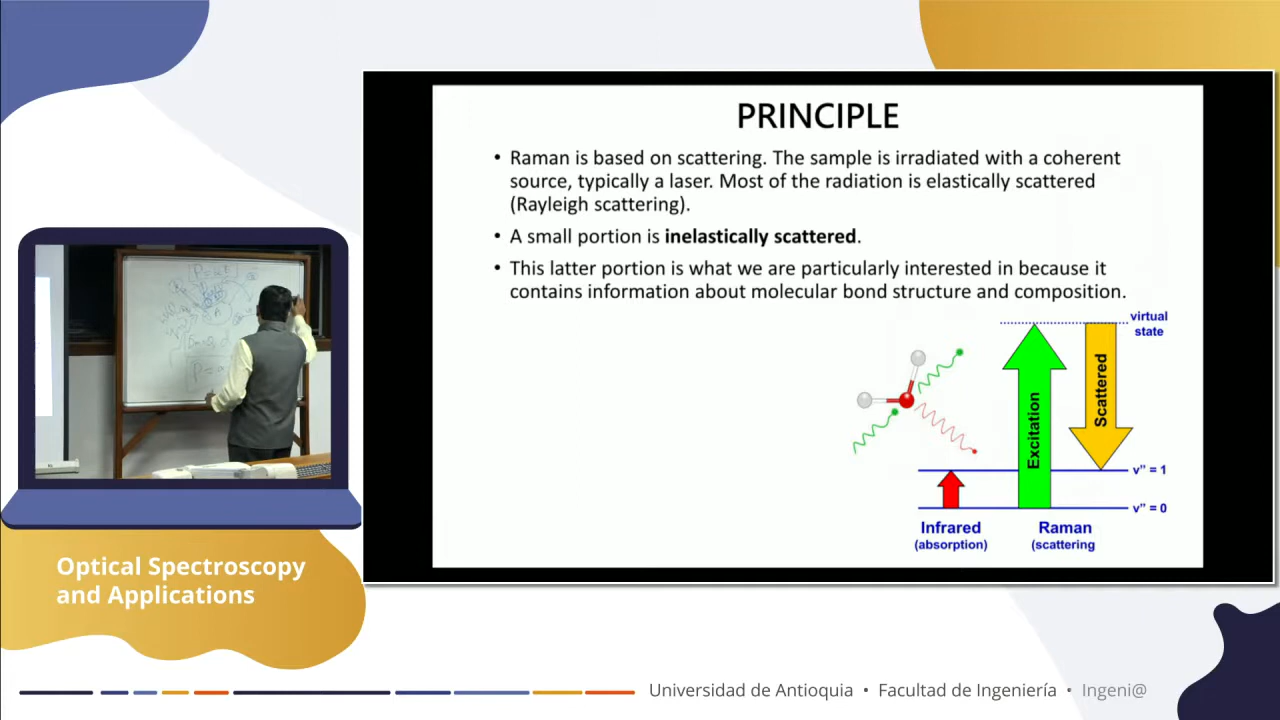 PRINCIPLE
• Raman is based on scattering. The sample is irradiated with a coherent
source, typically a laser. Most of the radiation is elastically scattered
(Rayleigh scattering).
• A small portion is inelastically scattered.
• This latter portion is what we are particularly interested in because it
contains information about molecular bond structure and composition.
virtual
state
Excitation
Scattered
v" = 1
v" = 0
Infrared
(absorption)
Raman
(scattering
Optical Spectroscopy
and Applications
Universidad de Antioquia • Facultad de Ingeniería • Ingeni@